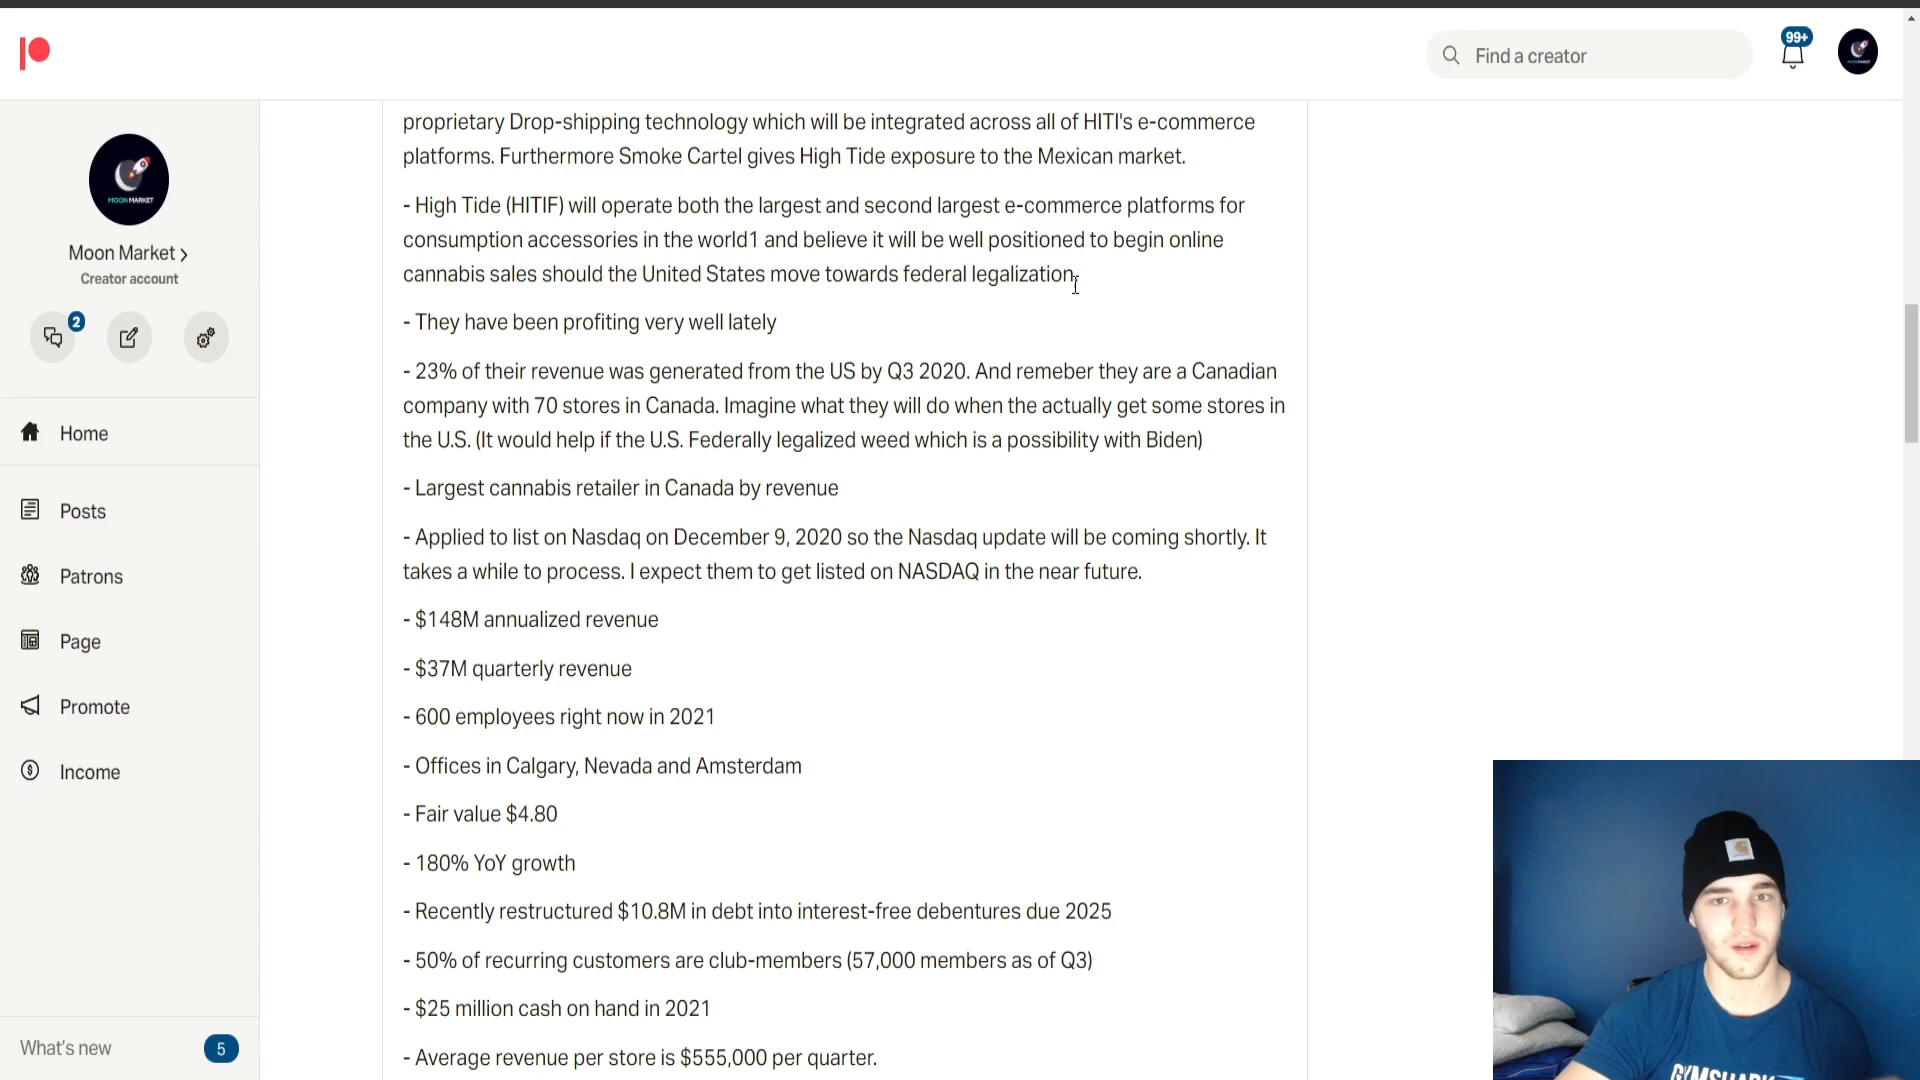 Find a creator
99+
MOON MARKET
Moon Market
Creator account
2
Home
Posts
Patrons
Page
Promote
Income
What's new
5
proprietary Drop-shipping technology which will be integrated across all of HITI's e-commerce
platforms. Furthermore Smoke Cartel gives High Tide exposure to the Mexican market.
- High Tide (HITIF) will operate both the largest and second largest e-commerce platforms for
consumption accessories in the world1 and believe it will be well positioned to begin online
cannabis sales should the United States move towards federal legalization.
- They have been profiting very well lately
- 23% of their revenue was generated from the US by Q3 2020. And remeber they are a Canadian
company with 70 stores in Canada. Imagine what they will do when the actually get some stores in
the U.S. (It would help if the U.S. Federally legalized weed which is a possibility with Biden)
- Largest cannabis retailer in Canada by revenue
- Applied to list on Nasdaq on December 9, 2020 so the Nasdaq update will be coming shortly. It
takes a while to process. I expect them to get listed on NASDAQ in the near future.
- $148M annualized revenue
- $37M quarterly revenue
- 600 employees right now in 2021
- Offices in Calgary, Nevada and Amsterdam
- Fair value $4.80
- 180% YoY growth
- Recently restructured $10.8M in debt into interest-free debentures due 2025
- 50% of recurring customers are club-members (57,000 members as of Q3)
- $25 million cash on hand in 2021
- Average revenue per store is $555,000 per quarter.
GYMSHARK